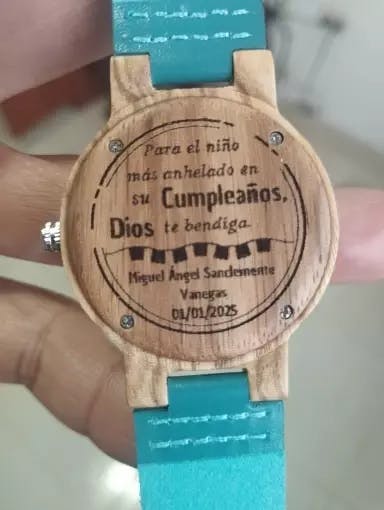 Para el niño
más anhelado en
su Cumpleaños,
Dios te bendiga.
Miguel Ángel Sanclemente
Vanegas
01/01/2025